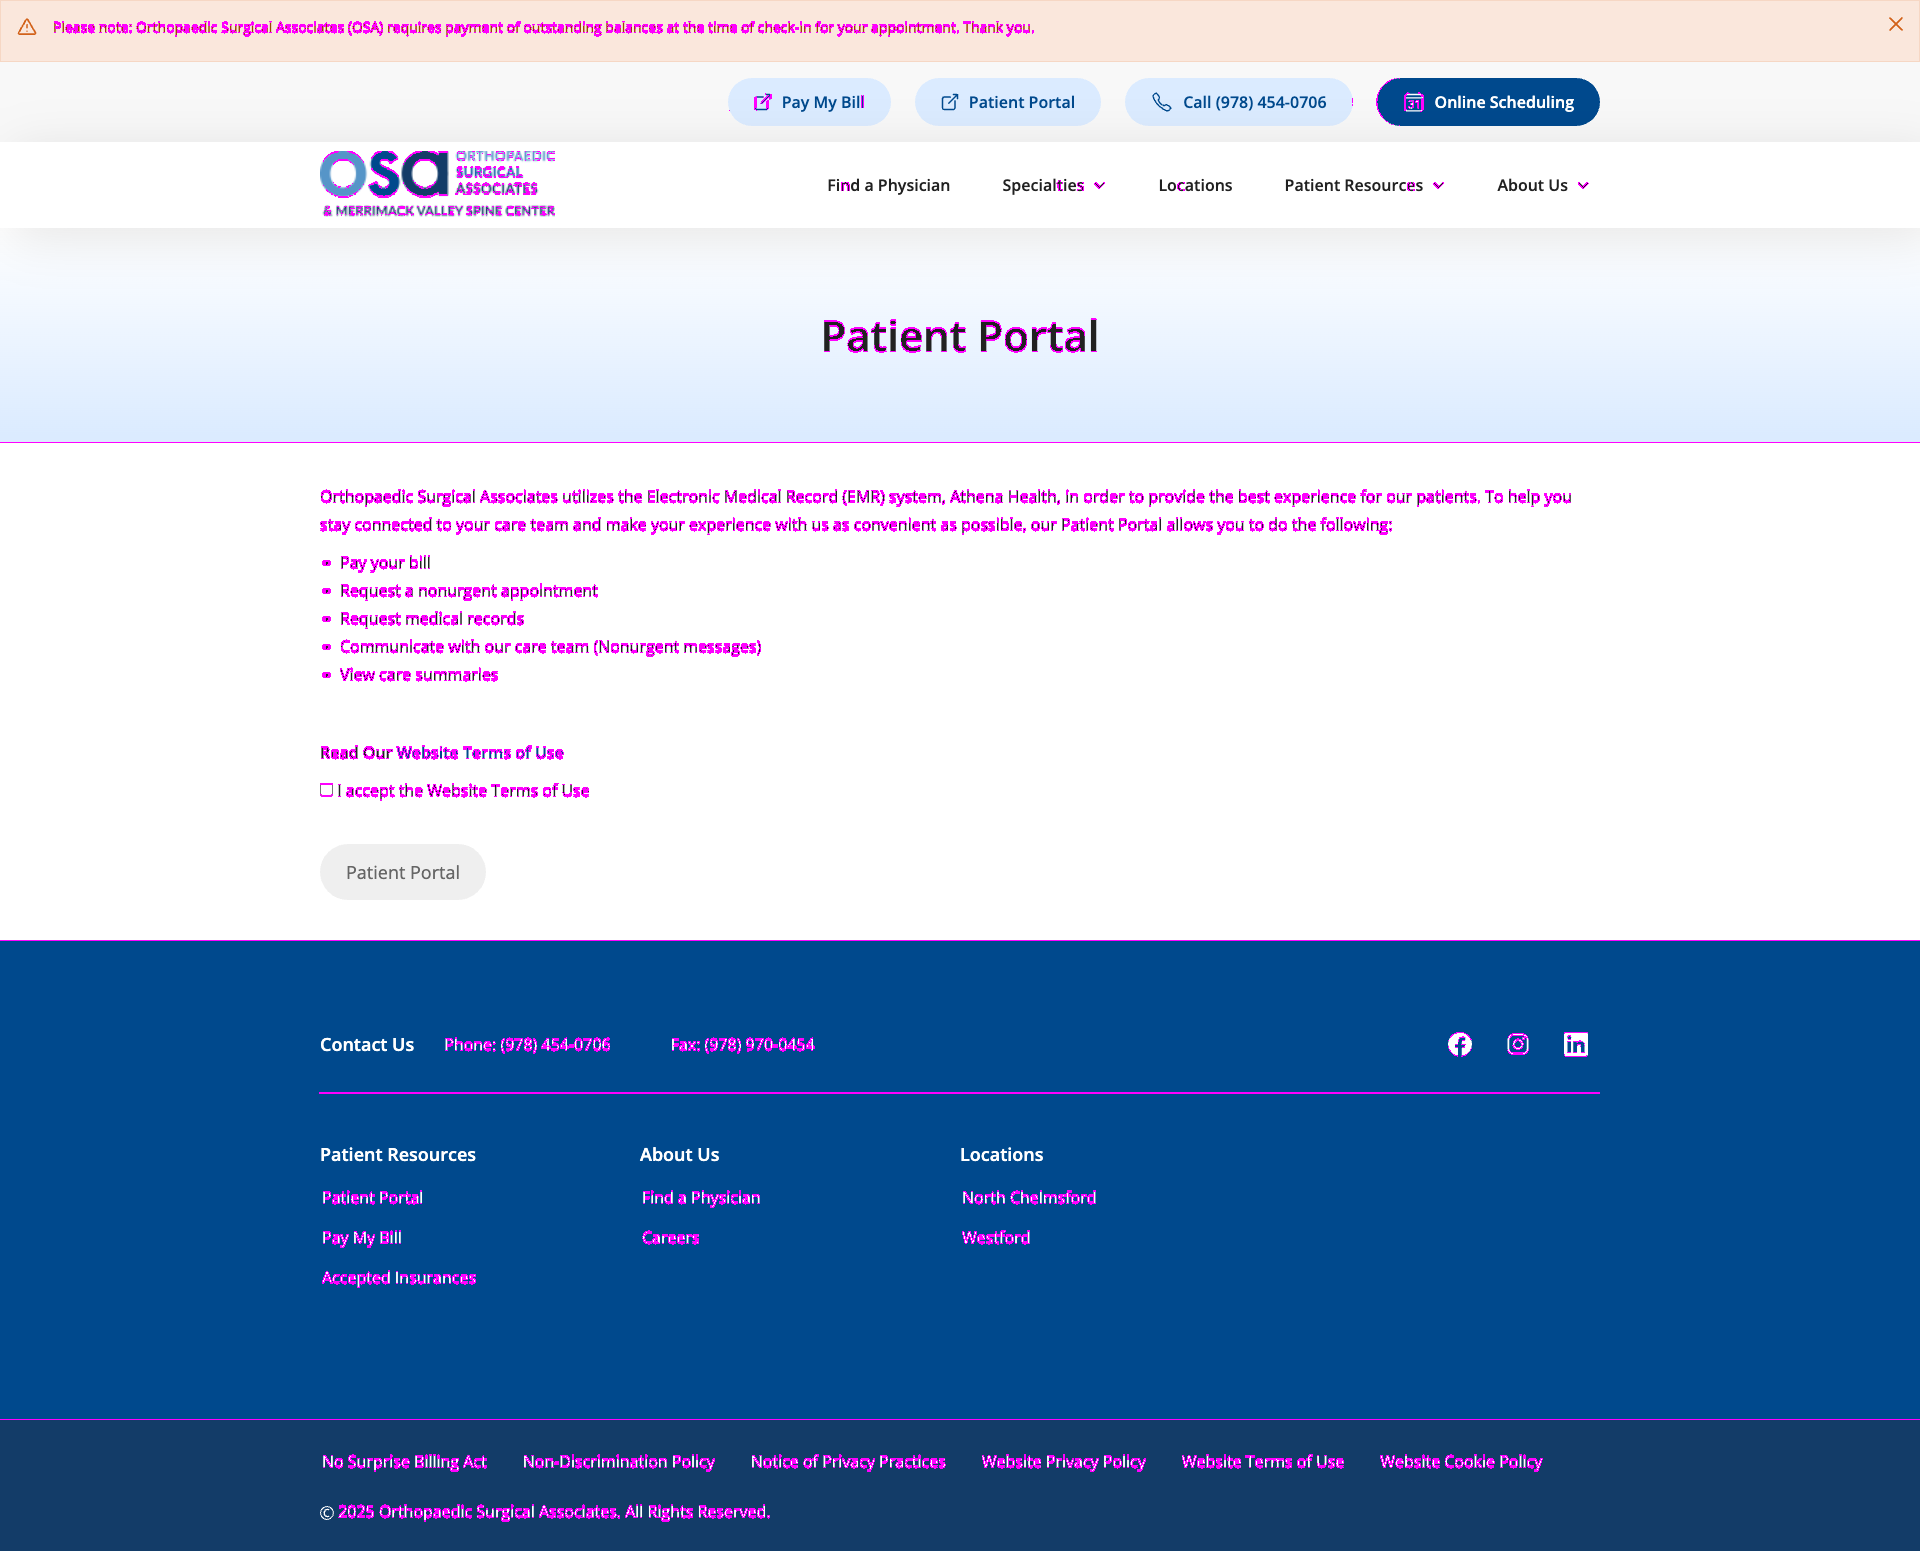 Please note: Orthopaedic Surgical Associates (OSA) requires payment of outstanding balances at the time of check-in for your appointment. Thank you.
Pay My Bill
Patient Portal
Call (978) 454-0706
31
Online Scheduling
osa ORTHOPAEDIC
SURGICAL
ASSOCIATES
& MERRIMACK VALLEY SPINE CENTER
Find a Physician
Specialties
Locations
Patient Resources
About Us
Patient Portal
Orthopaedic Surgical Associates utilizes the Electronic Medical Record (EMR) system, Athena Health, in order to provide the best experience for our patients. To help you
stay connected to your care team and make your experience with us as convenient as possible, our Patient Portal allows you to do the following:
• Pay your bill
• Request a nonurgent appointment
• Request medical records
• Communicate with our care team (Nonurgent messages)
• View care summaries
Read Our Website Terms of Use
I accept the Website Terms of Use
Patient Portal
Contact Us
Phone: (978) 454-0706
Fax: (978) 970-0454
Patient Resources
About Us
Locations
Patient Portal
Find a Physician
North Chelmsford
Pay My Bill
Careers
Westford
Accepted Insurances
No Surprise Billing Act
Non-Discrimination Policy
Notice of Privacy Practices
Website Privacy Policy
Website Terms of Use
Website Cookie Policy
© 2025 Orthopaedic Surgical Associates. All Rights Reserved.